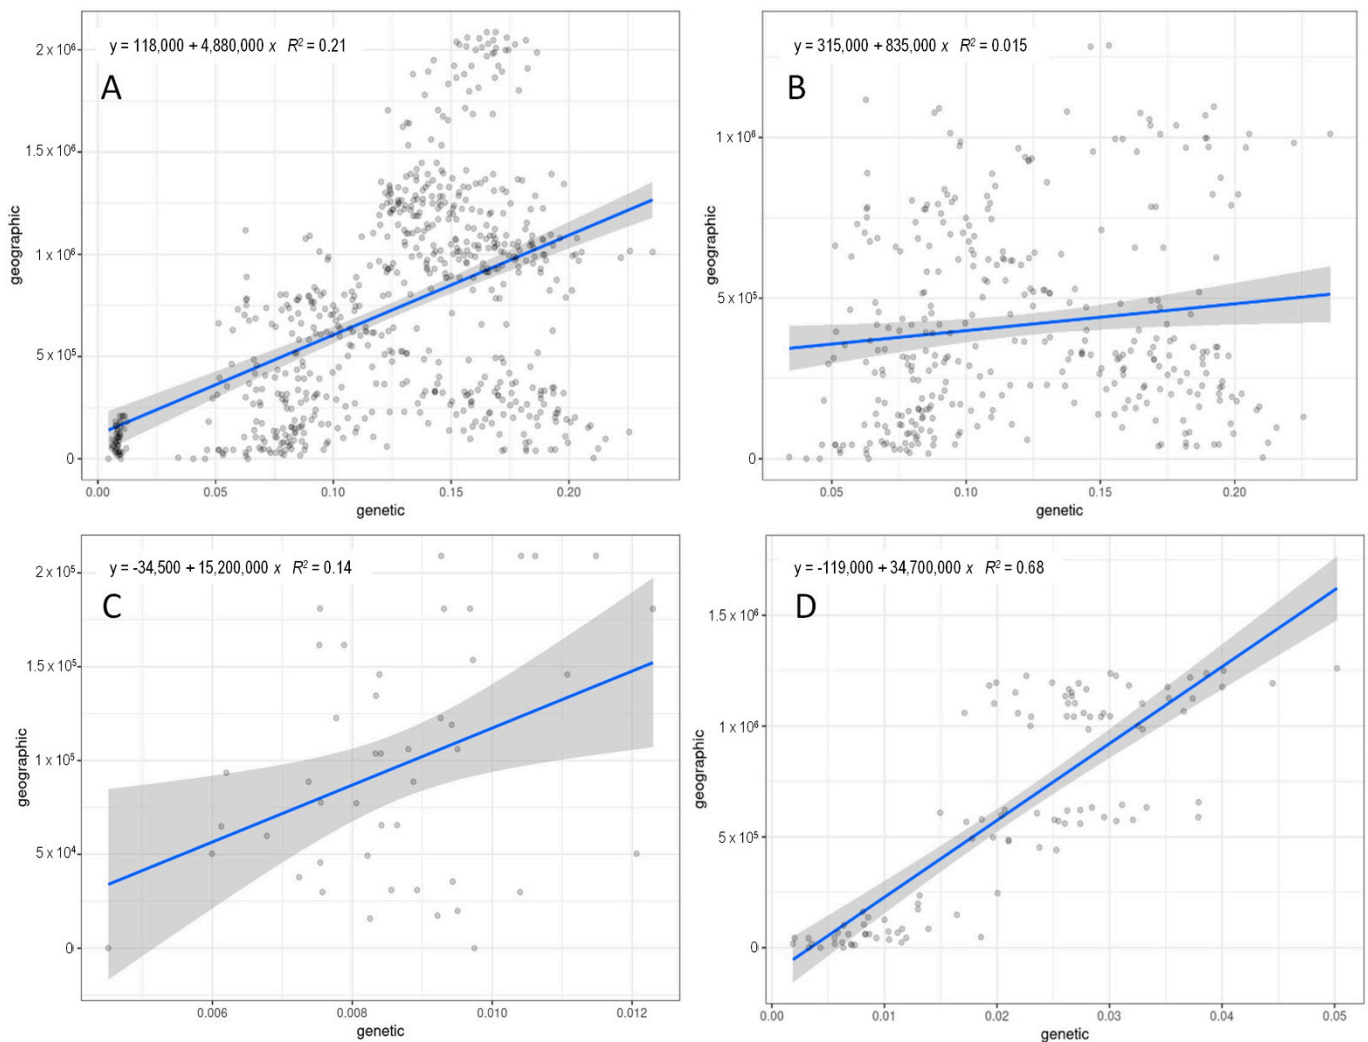 y = 118,000 + 4,880,000 x R² = 0.21
A
2 x 10⁶
1.5 x 10⁶
1 x 10⁶
5 x 10⁵
0
geographic
0.00 0.05 0.10 0.15 0.20
genetic
y = 315,000 + 835,000 x R² = 0.015
B
1 x 10⁶
5 x 10⁵
0
geographic
0.05 0.10 0.15 0.20
genetic
y = -34,500 + 15,200,000 x R² = 0.14
C
2 x 10⁵
1.5 x 10⁵
1 x 10⁵
5 x 10⁴
0
geographic
0.006 0.008 0.010 0.012
genetic
y = -119,000 + 34,700,000 x R² = 0.68
D
1.5 x 10⁶
1 x 10⁶
5 x 10⁵
0
geographic
0.00 0.01 0.02 0.03 0.04 0.05
genetic